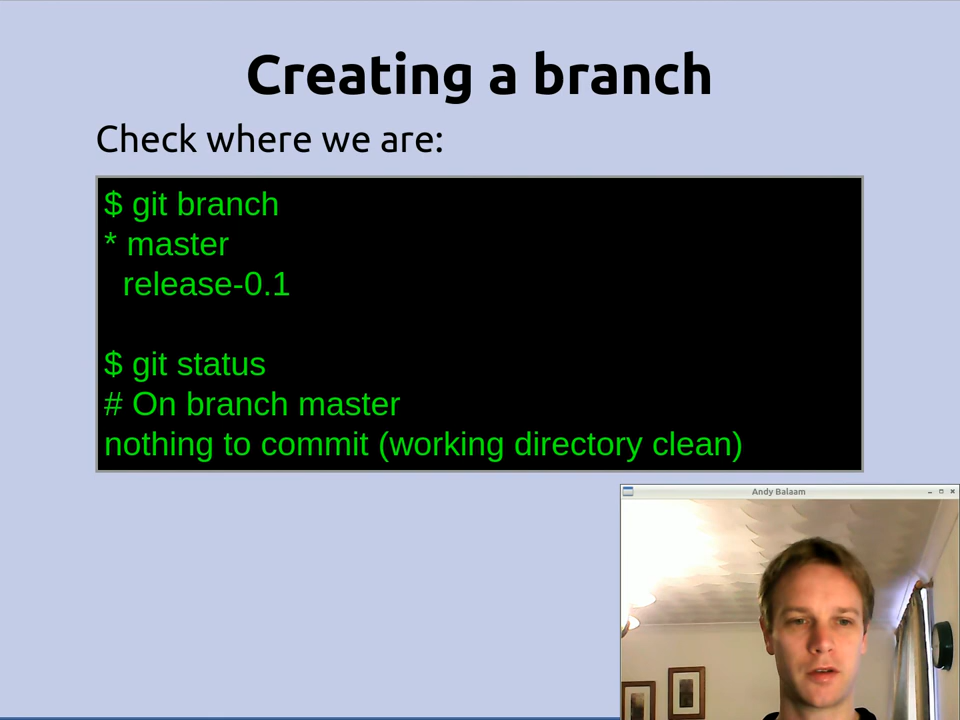 Creating a branch
Check where we are:
$ git branch
* master
  release-0.1
$ git status
# On branch master
nothing to commit (working directory clean)
Andy Balaam